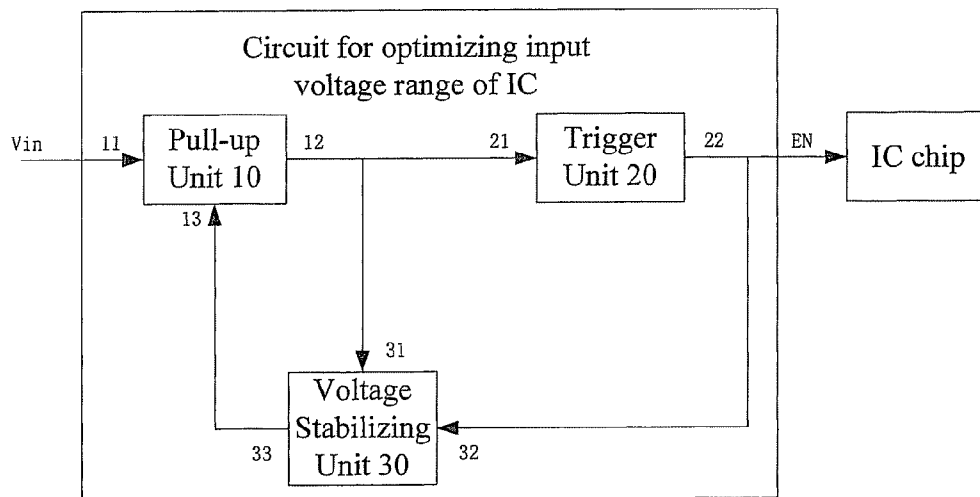 Circuit for optimizing input
voltage range of IC
Vin
11
Pull-up
Unit 10
12
13
21
Trigger
Unit 20
22
EN
IC chip
31
Voltage
Stabilizing
Unit 30
33
32